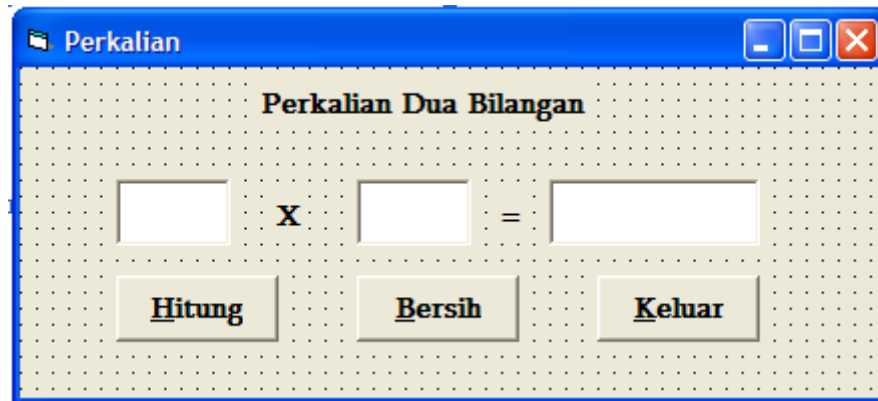 Perkalian
Perkalian Dua Bilangan
X =
Hitung Bersih Keluar